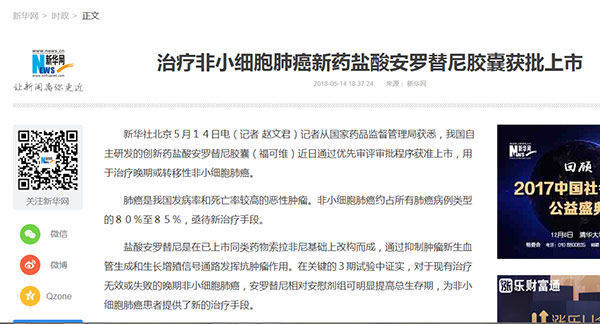 新华网 > 时政 > 正文
www.news.cn
新华网
News
www.xinhuanet.com
让新闻离你更近
治疗非小细胞肺癌新药盐酸安罗替尼胶囊获批上市
2018-05-14 18:37:24 来源: 新华网
关注新华网
微信
微博
Qzone
新华社北京5月14日电（记者 赵文君）记者从国家药品监督管理局获悉，我国自
主研发的创新药盐酸安罗替尼胶囊（福可维）近日通过优先审评审批程序获准上市，用
于治疗晚期或转移性非小细胞肺癌。
肺癌是我国发病率和死亡率较高的恶性肿瘤。非小细胞肺癌约占所有肺癌病例类型
的80％至85％，亟待新治疗手段。
盐酸安罗替尼是在已上市同类药物索拉非尼基础上改构而成，通过抑制肿瘤新生血
管生成和生长增殖信号通路发挥抗肿瘤作用。在关键的3期试验中证实，对于现有治疗
无效或失败的晚期非小细胞肺癌，安罗替尼相对安慰剂组可明显提高总生存期，为非小
细胞肺癌患者提供了新的治疗手段。
新华网
News
回顾
2017中国社
公益盛典
12月6日 清华大
乐财富通